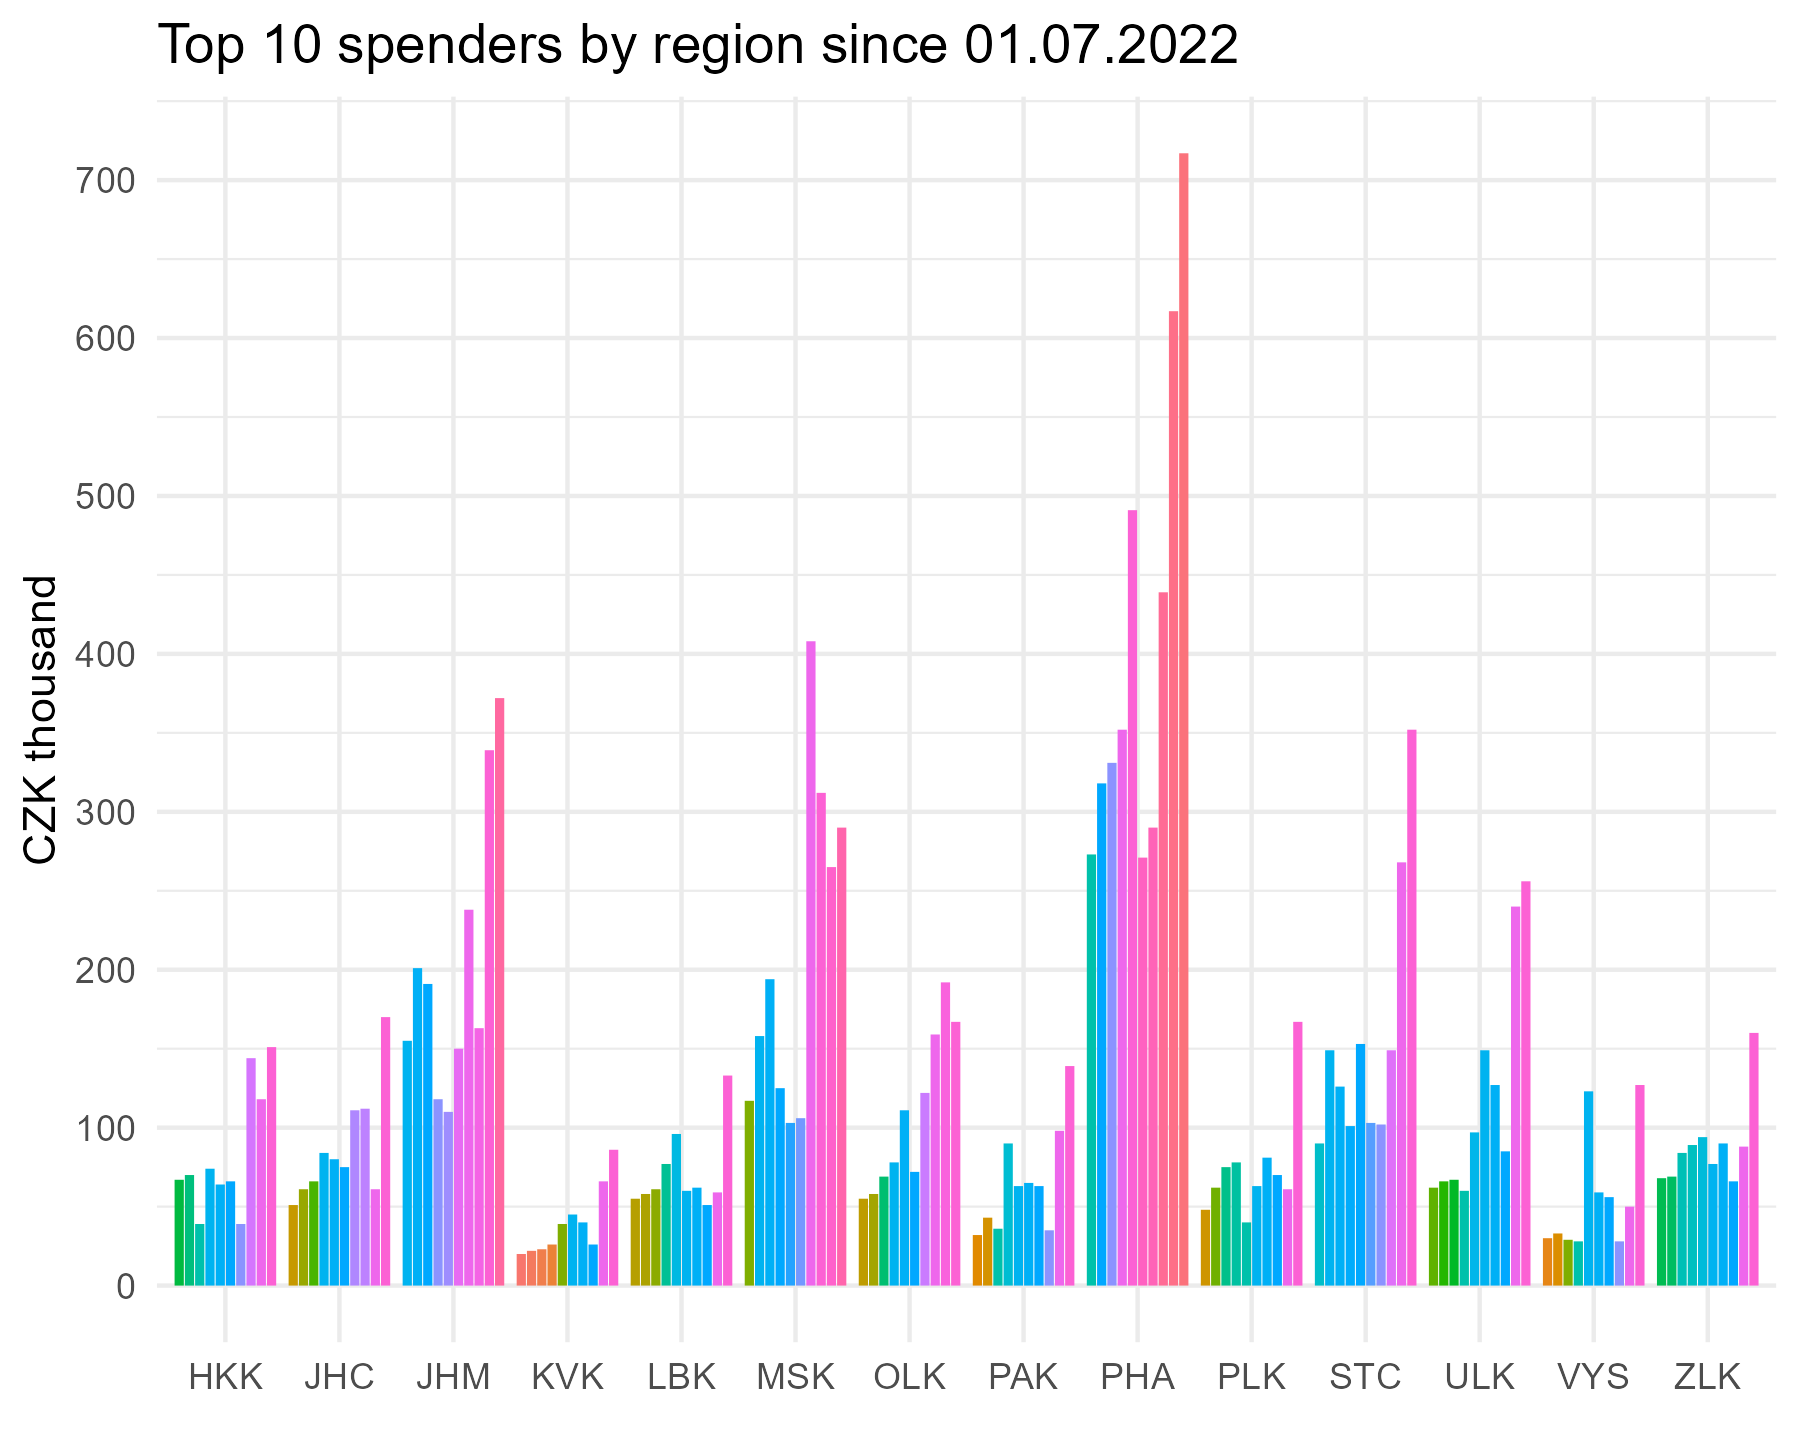 Top 10 spenders by region since 01.07.2022
CZK thousand
700
600
500
400
300
200
100
0
HKK JHC JHM KVK LBK MSK OLK PAK PHA PLK STC ULK VYS ZLK